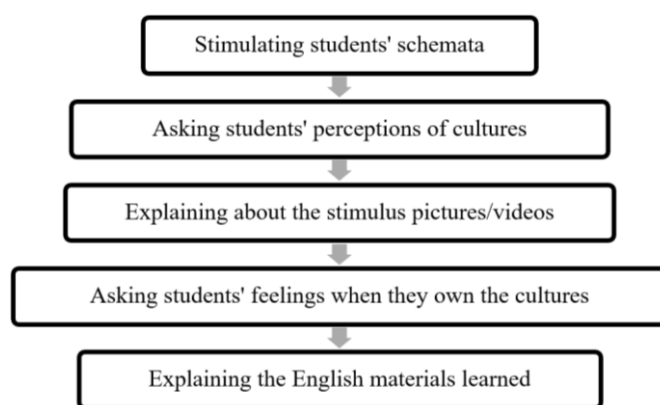 Stimulating students' schemata
Asking students' perceptions of cultures
Explaining about the stimulus pictures/videos
Asking students' feelings when they own the cultures
Explaining the English materials learned